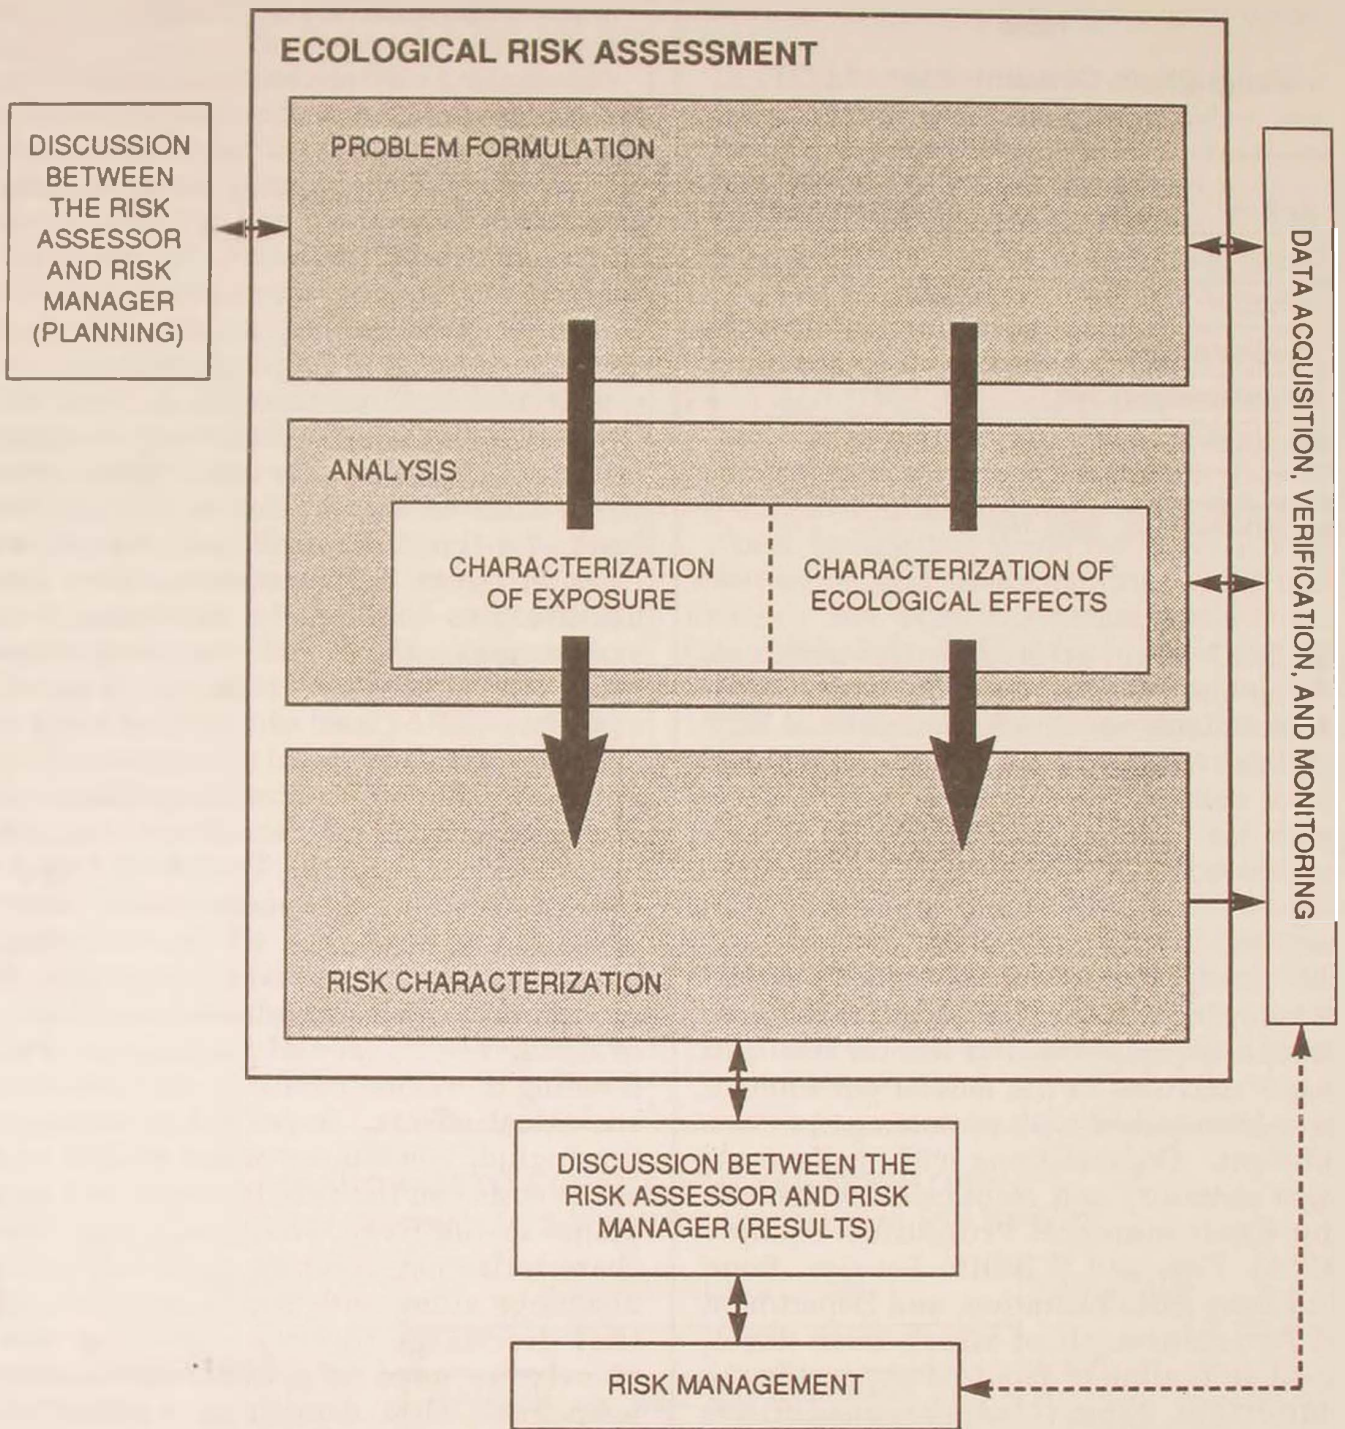 ECOLOGICAL RISK ASSESSMENT
DISCUSSION
BETWEEN
THE RISK
ASSESSOR
AND RISK
MANAGER
(PLANNING)
PROBLEM FORMULATION
ANALYSIS
CHARACTERIZATION
OF EXPOSURE
CHARACTERIZATION OF
ECOLOGICAL EFFECTS
RISK CHARACTERIZATION
DATA ACQUISITION, VERIFICATION, AND MONITORING
DISCUSSION BETWEEN THE
RISK ASSESSOR AND RISK
MANAGER (RESULTS)
RISK MANAGEMENT